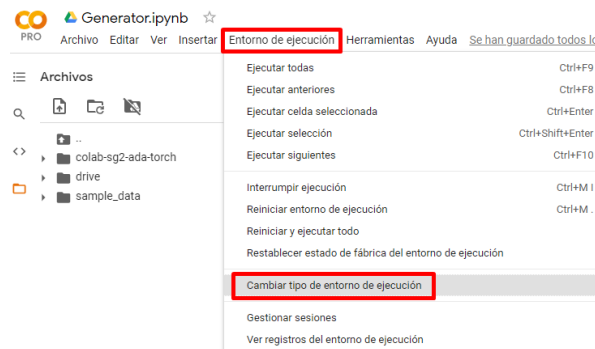 CO
PRO
Generator.ipynb
Archivo Editar Ver Insertar Entorno de ejecución Herramientas Ayuda Se han guardado todos lo
Archivos
..
colab-sg2-ada-torch
drive
sample_data
Ejecutar todas Ctrl+F9
Ejecutar anteriores Ctrl+F8
Ejecutar celda seleccionada Ctrl+Enter
Ejecutar selección Ctrl+Shift+Enter
Ejecutar siguientes Ctrl+F10
Interrumpir ejecución Ctrl+M I
Reiniciar entorno de ejecución Ctrl+M .
Reiniciar y ejecutar todo
Restablecer estado de fábrica del entorno de ejecución
Cambiar tipo de entorno de ejecución
Gestionar sesiones
Ver registros del entorno de ejecución